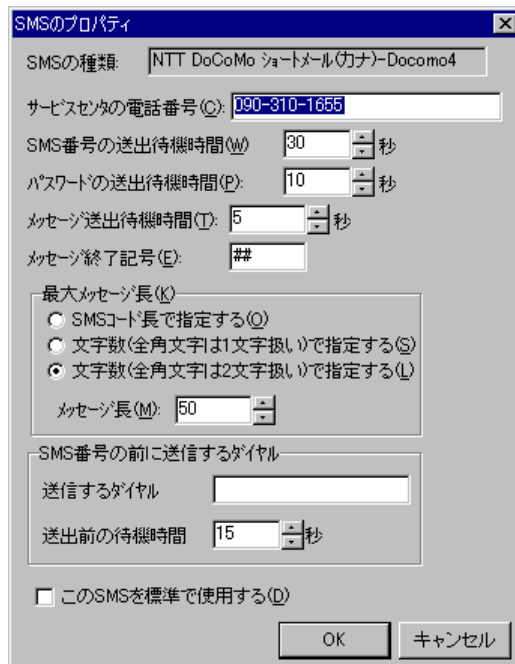 SMSのプロパティ
SMSの種類: NTT DoCoMo ショートメール(カナ)-Docomo4
サービスセンタの電話番号(C): 090-310-1655
SMS番号の送出待機時間(W) 30 秒
パスワードの送出待機時間(P): 10 秒
メッセージ送出待機時間(T): 5 秒
メッセージ終了記号(E): ##
最大メッセージ長(K)
SMSコード長で指定する(O)
文字数(全角文字は1文字扱い)で指定する(S)
文字数(全角文字は2文字扱い)で指定する(L)
メッセージ長(M): 50
SMS番号の前に送信するダイヤル
送信するダイヤル
送出前の待機時間 15 秒
このSMSを標準で使用する(D)
OK キャンセル